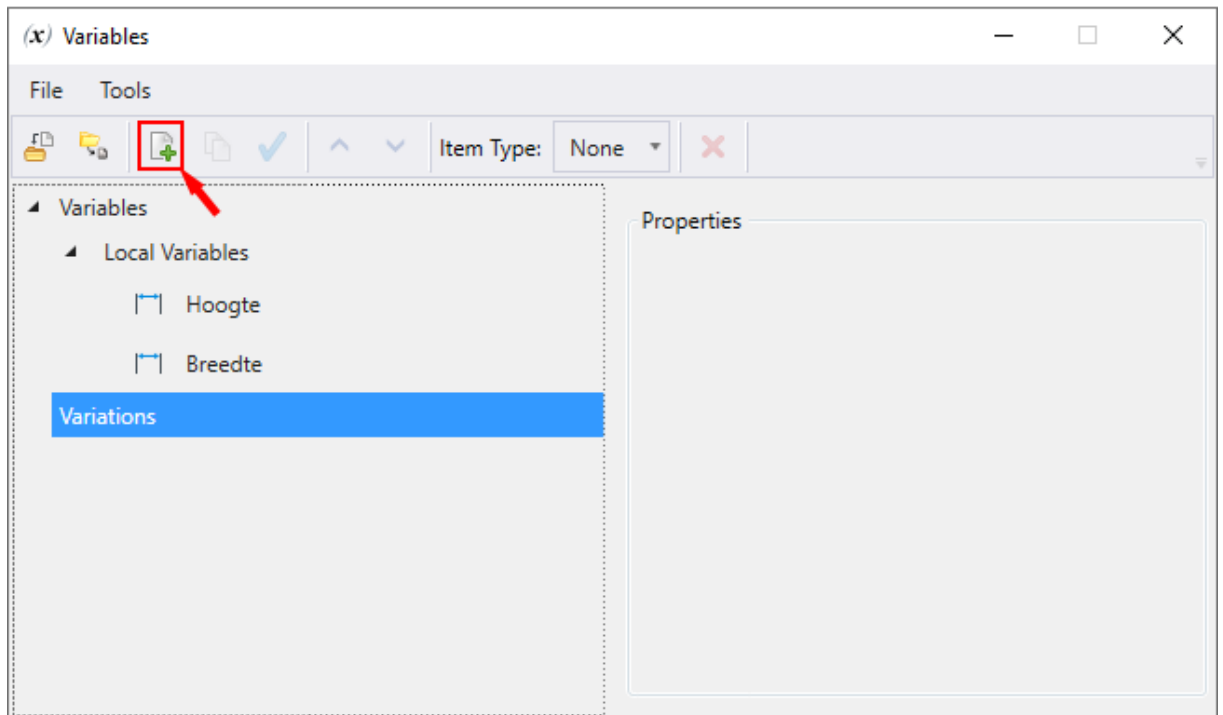 (x) Variables
File Tools
Item Type: None
Variables
Properties
Local Variables
Hoogte
Breedte
Variations